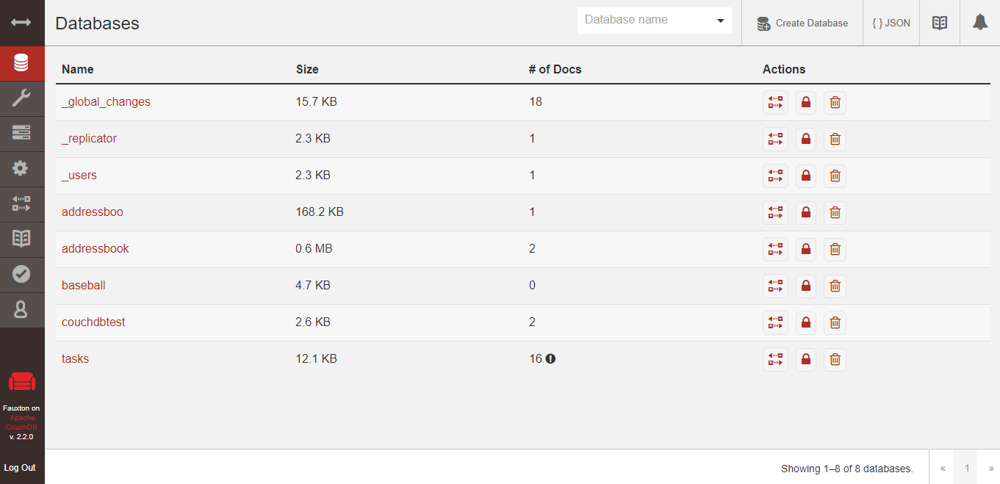 Databases
Database name
Create Database
{ } JSON
Name Size # of Docs Actions
_global_changes 15.7 KB 18
_replicator 2.3 KB 1
_users 2.3 KB 1
addressboo 168.2 KB 1
addressbook 0.6 MB 2
baseball 4.7 KB 0
couchdbtest 2.6 KB 2
tasks 12.1 KB 16
Fauxton on
Apache
CouchDB
v. 2.2.0
Log Out
Showing 1–8 of 8 databases.
« 1 »